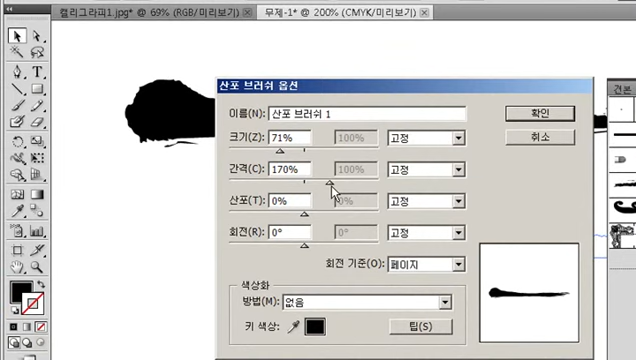 캘리그라피1.jpg* @ 69% (RGB/미리보기) 무제-1* @ 200% (CMYK/미리보기)
산포 브러쉬 옵션
견본
이름(N): 산포 브러쉬 1 확인
크기(Z): 71% 100% 고정 취소
간격(C): 170% 100% 고정
산포(T): 0% 0% 고정
회전(R): 0° 0° 고정
회전 기준(O): 페이지
색상화
방법(M): 없음
키 색상: 팁(S)